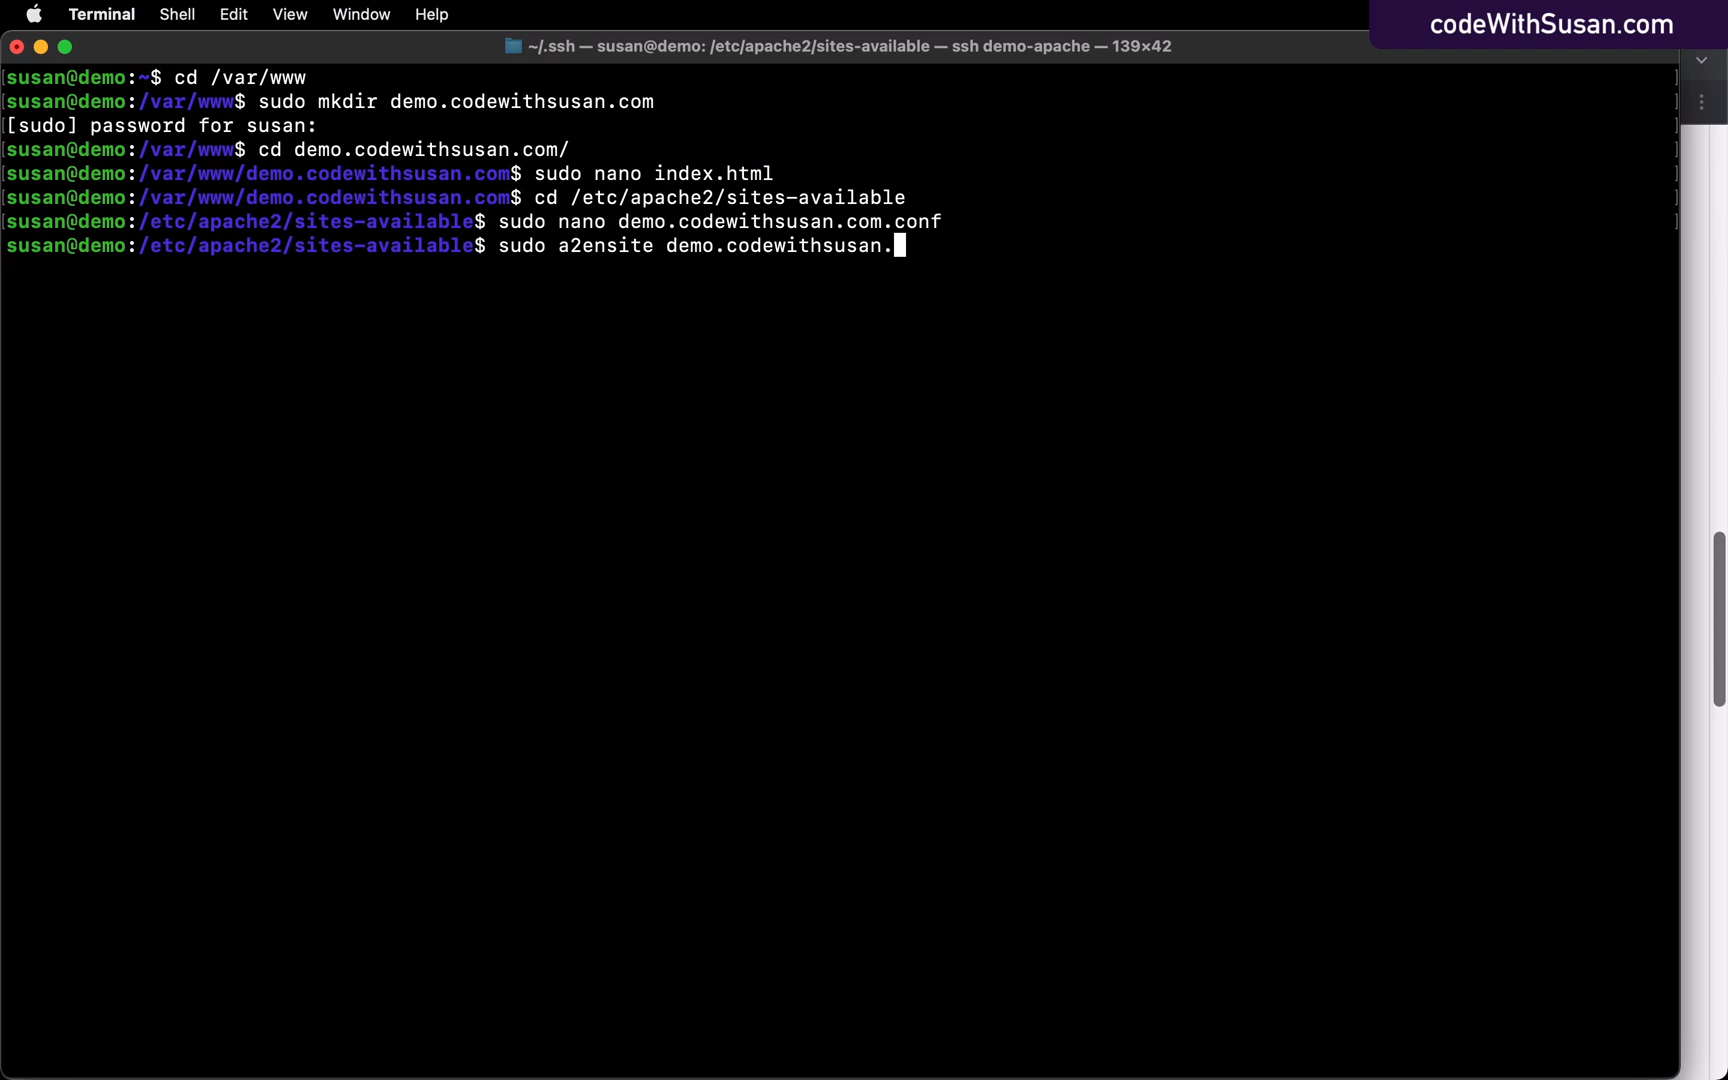 Terminal Shell Edit View Window Help
codeWithSusan.com
~/.ssh — susan@demo: /etc/apache2/sites-available — ssh demo-apache — 139×42
[susan@demo:~$ cd /var/www ]
[susan@demo:/var/www$ sudo mkdir demo.codewithsusan.com ]
[[sudo] password for susan: ]
[susan@demo:/var/www$ cd demo.codewithsusan.com/ ]
[susan@demo:/var/www/demo.codewithsusan.com$ sudo nano index.html ]
[susan@demo:/var/www/demo.codewithsusan.com$ cd /etc/apache2/sites-available ]
[susan@demo:/etc/apache2/sites-available$ sudo nano demo.codewithsusan.com.conf ]
susan@demo:/etc/apache2/sites-available$ sudo a2ensite demo.codewithsusan.